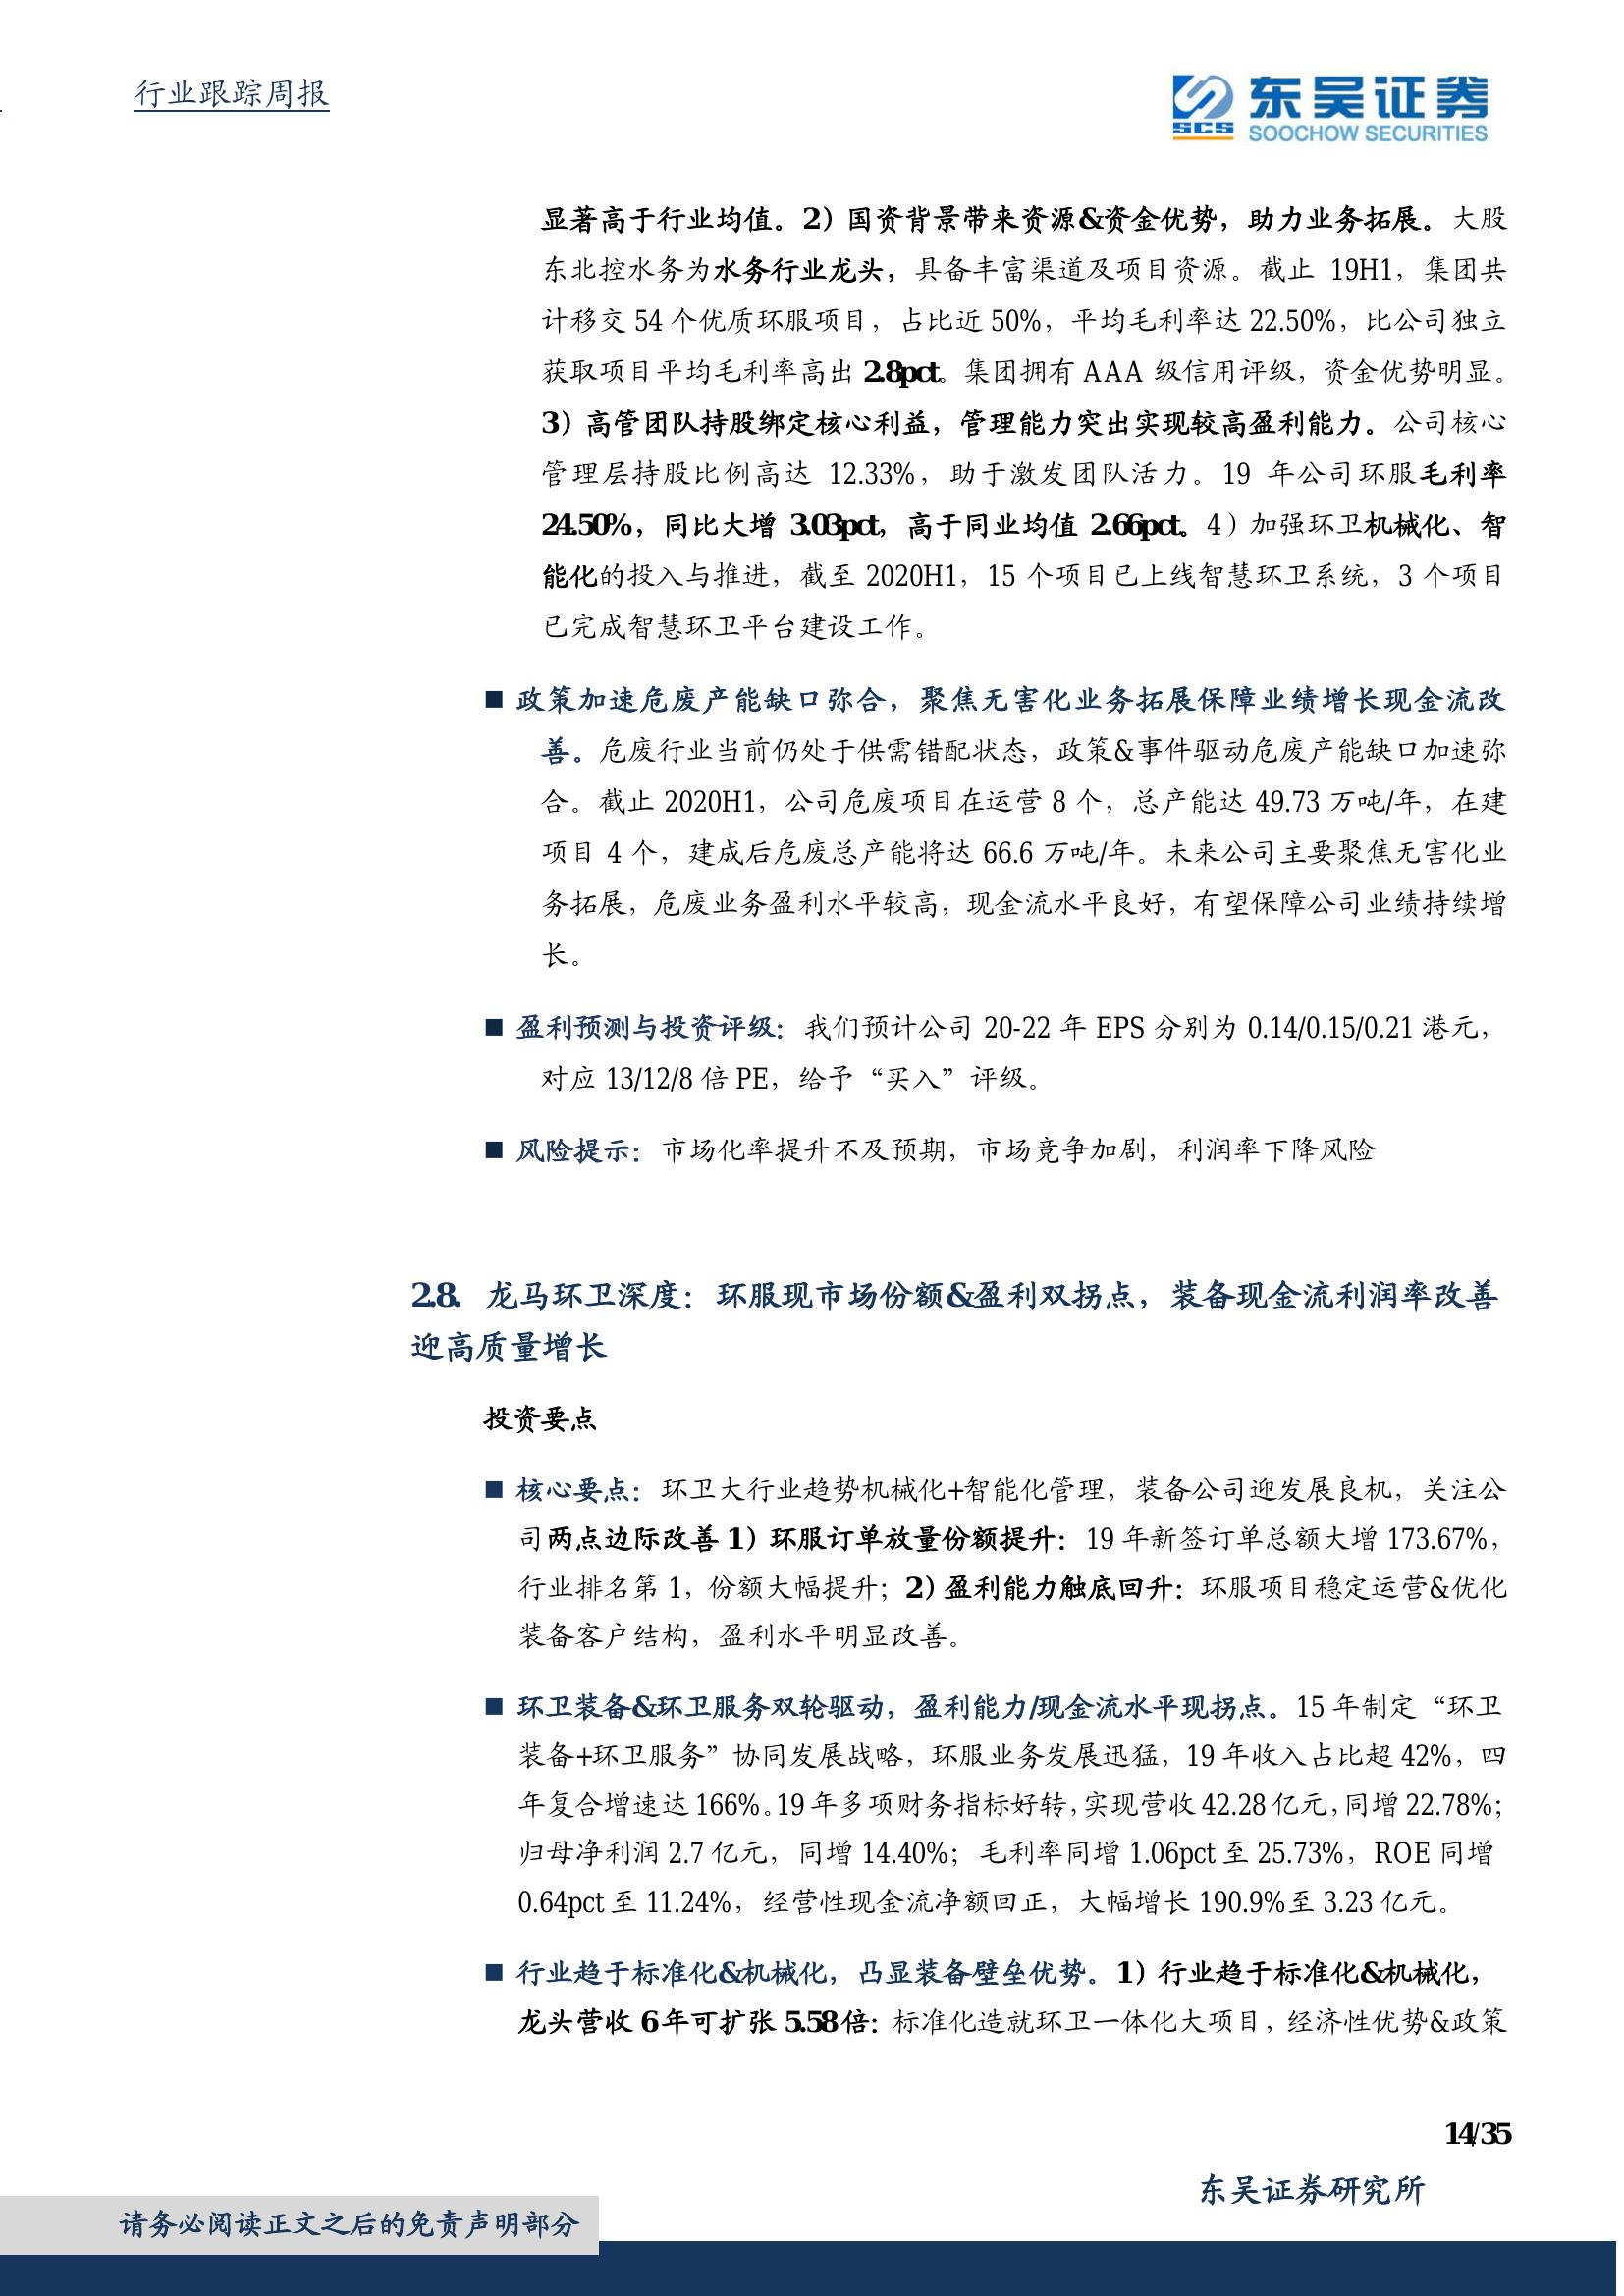 行业跟踪周报
SCS 东吴证券
SOOCHOW SECURITIES
显著高于行业均值。2）国资背景带来资源&资金优势，助力业务拓展。大股
东北控水务为水务行业龙头，具备丰富渠道及项目资源。截止 19H1，集团共
计移交 54 个优质环服项目，占比近 50%，平均毛利率达 22.50%，比公司独立
获取项目平均毛利率高出 2.8pct。集团拥有 AAA 级信用评级，资金优势明显。
3）高管团队持股绑定核心利益，管理能力突出实现较高盈利能力。公司核心
管理层持股比例高达 12.33%，助于激发团队活力。19 年公司环服毛利率
24.50%，同比大增 3.03pct，高于同业均值 2.66pct。4）加强环卫机械化、智
能化的投入与推进，截至 2020H1，15 个项目已上线智慧环卫系统，3 个项目
已完成智慧环卫平台建设工作。
■ 政策加速危废产能缺口弥合，聚焦无害化业务拓展保障业绩增长现金流改
善。危废行业当前仍处于供需错配状态，政策&事件驱动危废产能缺口加速弥
合。截止 2020H1，公司危废项目在运营 8 个，总产能达 49.73 万吨/年，在建
项目 4 个，建成后危废总产能将达 66.6 万吨/年。未来公司主要聚焦无害化业
务拓展，危废业务盈利水平较高，现金流水平良好，有望保障公司业绩持续增
长。
■ 盈利预测与投资评级：我们预计公司 20-22 年 EPS 分别为 0.14/0.15/0.21 港元，
对应 13/12/8 倍 PE，给予“买入”评级。
■ 风险提示：市场化率提升不及预期，市场竞争加剧，利润率下降风险
2.8. 龙马环卫深度：环服现市场份额&盈利双拐点，装备现金流利润率改善
迎高质量增长
投资要点
■ 核心要点：环卫大行业趋势机械化+智能化管理，装备公司迎发展良机，关注公
司两点边际改善 1）环服订单放量份额提升：19 年新签订单总额大增 173.67%，
行业排名第 1，份额大幅提升；2）盈利能力触底回升：环服项目稳定运营&优化
装备客户结构，盈利水平明显改善。
■ 环卫装备&环卫服务双轮驱动，盈利能力/现金流水平现拐点。15 年制定“环卫
装备+环卫服务”协同发展战略，环服业务发展迅猛，19 年收入占比超 42%，四
年复合增速达 166%。19 年多项财务指标好转，实现营收 42.28 亿元，同增 22.78%；
归母净利润 2.7 亿元，同增 14.40%；毛利率同增 1.06pct 至 25.73%，ROE 同增
0.64pct 至 11.24%，经营性现金流净额回正，大幅增长 190.9%至 3.23 亿元。
■ 行业趋于标准化&机械化，凸显装备壁垒优势。1）行业趋于标准化&机械化，
龙头营收 6 年可扩张 5.58 倍：标准化造就环卫一体化大项目，经济性优势&政策
14/35
东吴证券研究所
请务必阅读正文之后的免责声明部分